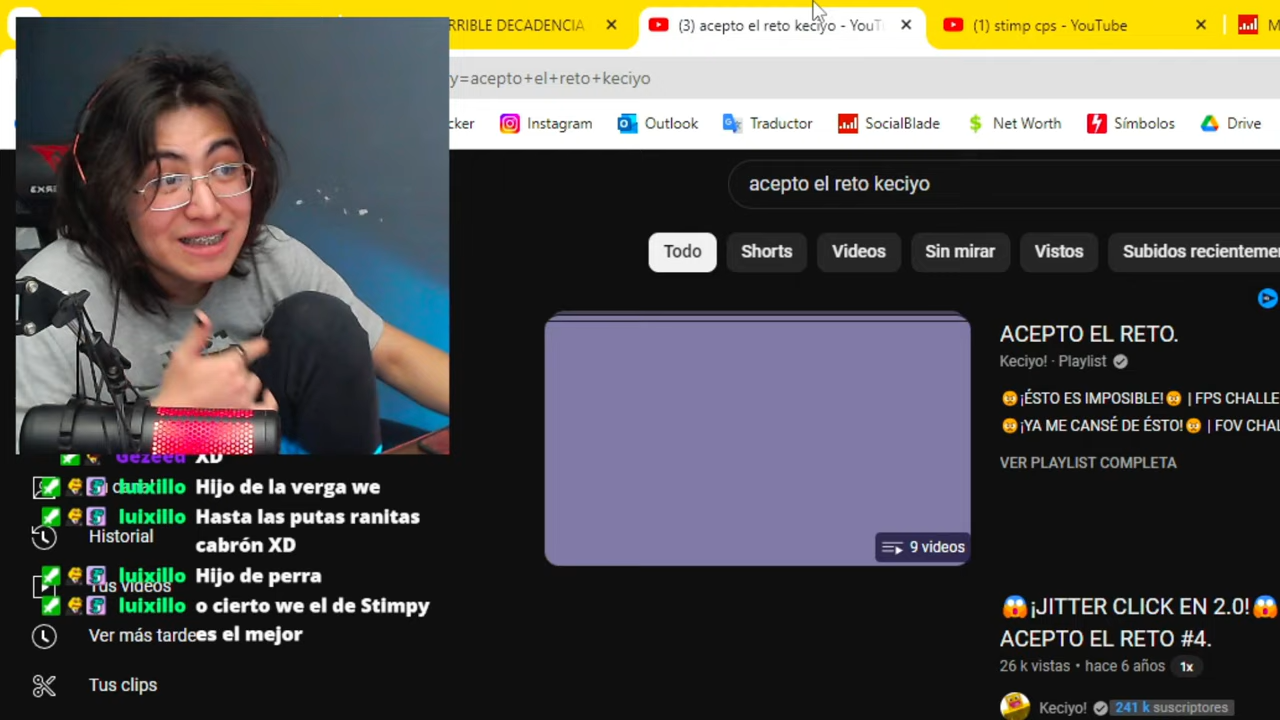 RRIBLE DECADENCIA
(3) acepto el reto keciyo - YouT
(1) stimp cps - YouTube
M
y=acepto+el+reto+keciyo
cker
Instagram
Outlook
Traductor
SocialBlade
Net Worth
Símbolos
Drive
acepto el reto keciyo
Todo
Shorts
Videos
Sin mirar
Vistos
Subidos recienteme
ACEPTO EL RETO.
Keciyo! · Playlist
😳¡ÉSTO ES IMPOSIBLE!😳 | FPS CHALLE
😳¡YA ME CANSÉ DE ÉSTO!😳 | FOV CHAL
VER PLAYLIST COMPLETA
9 videos
Gezeed XD
luixillo Hijo de la verga we
luixillo Hasta las putas ranitas
cabrón XD
Historial
luixillo Hijo de perra
Tus videos
luixillo o cierto we el de Stimpy
es el mejor
Ver más tarde
Tus clips
😱¡JITTER CLICK EN 2.0!😱
ACEPTO EL RETO #4.
26 k vistas • hace 6 años 1x
Keciyo! 241 k suscriptores